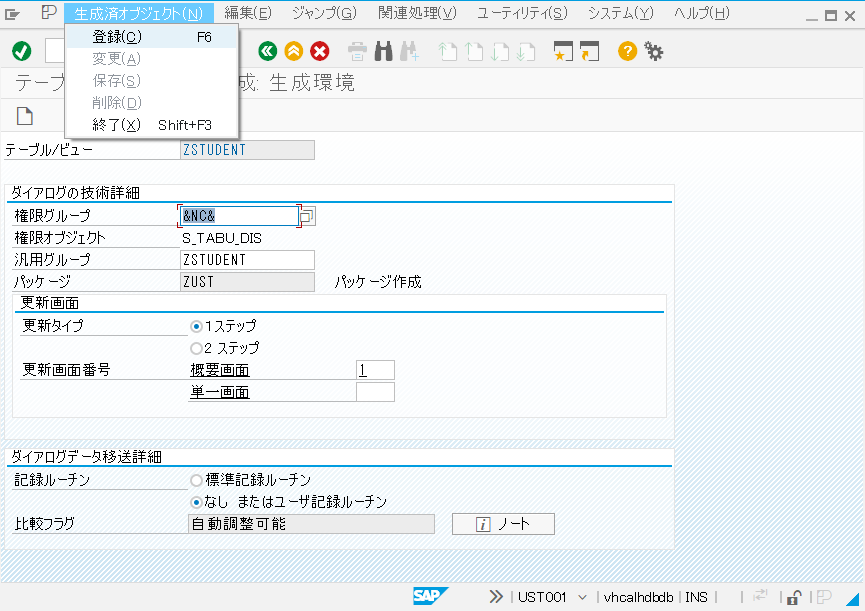 生成済オブジェクト(N) 編集(E) ジャンプ(G) 関連処理(V) ユーティリティ(S) システム(Y) ヘルプ(H)
登録(C) F6
変更(A)
保存(S)
削除(D)
終了(X) Shift+F3
テーブ 成: 生成環境
テーブル/ビュー ZSTUDENT
ダイアログの技術詳細
権限グループ &NC&
権限オブジェクト S_TABU_DIS
汎用グループ ZSTUDENT
パッケージ ZUST パッケージ作成
更新画面
更新タイプ 1 ステップ
2 ステップ
更新画面番号 概要画面 1
単一画面
ダイアログデータ移送詳細
記録ルーチン 標準記録ルーチン
なし またはユーザ記録ルーチン
比較フラグ 自動調整可能 i ノート
SAP UST001 vhcalhdbdb INS